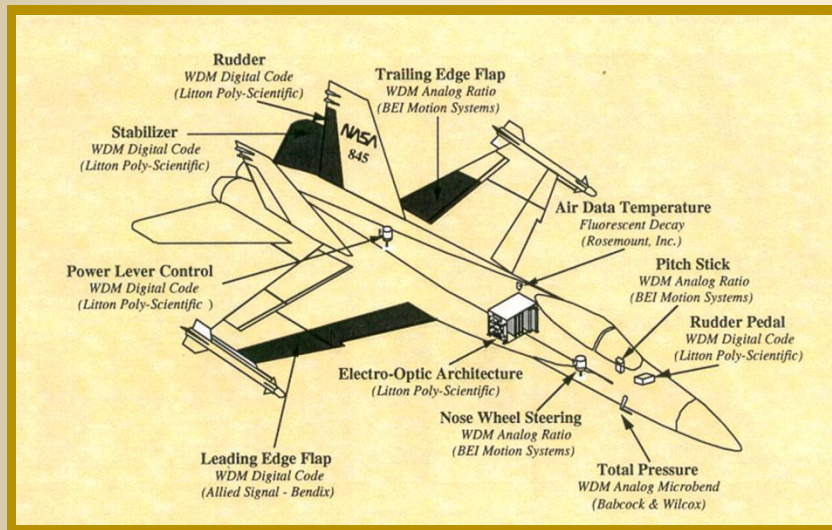 Rudder
WDM Digital Code
(Litton Poly-Scientific)
Trailing Edge Flap
WDM Analog Ratio
(BEI Motion Systems)
Stabilizer
WDM Digital Code
(Litton Poly-Scientific)
NASA
845
Air Data Temperature
Fluorescent Decay
(Rosemount, Inc.)
Power Lever Control
WDM Digital Code
(Litton Poly-Scientific )
Pitch Stick
WDM Analog Ratio
(BEI Motion Systems)
Rudder Pedal
WDM Digital Code
(Litton Poly-Scientific)
Electro-Optic Architecture
(Litton Poly-Scientific)
Nose Wheel Steering
WDM Analog Ratio
(BEI Motion Systems)
Leading Edge Flap
WDM Digital Code
(Allied Signal - Bendix)
Total Pressure
WDM Analog Microbend
(Babcock & Wilcox)